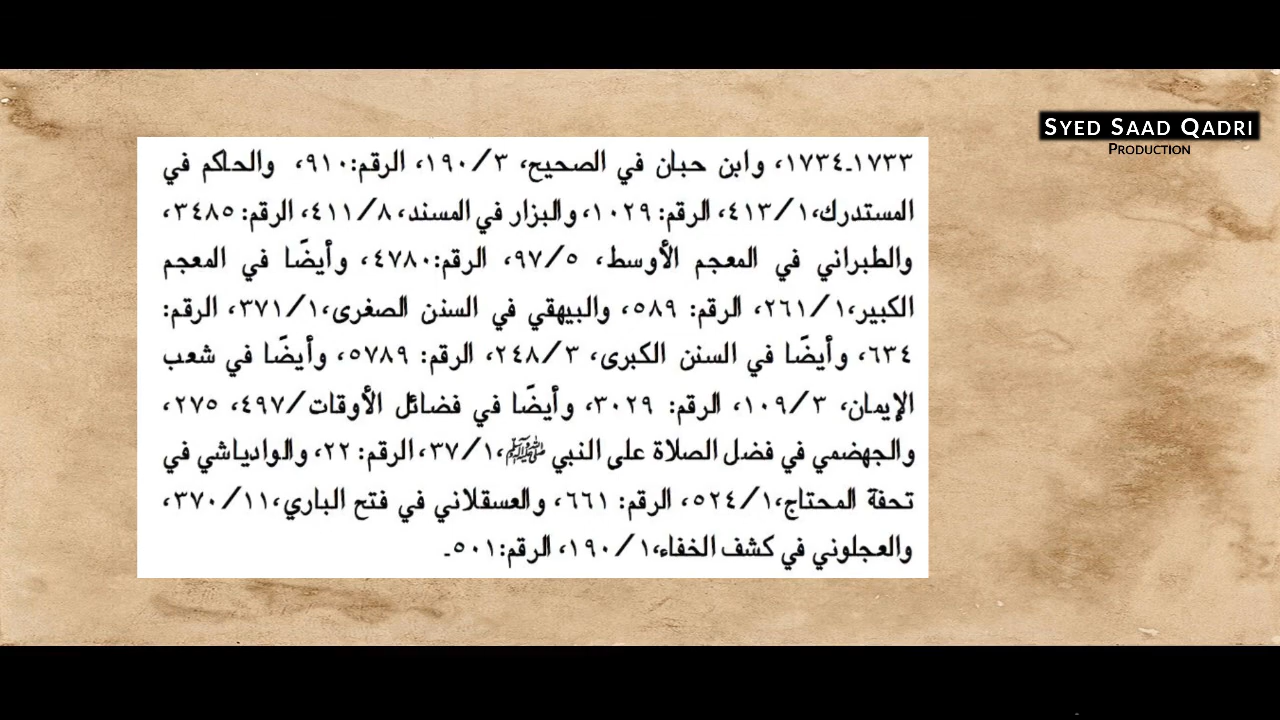 SYED SAAD QADRI
PRODUCTION
١٧٣٣ـ١٧٣٤، وابن حبان في الصحيح، ٣/١٩٠، الرقم:٩١٠، والحاكم في
المستدرك،١/٤١٣، الرقم: ١٠٢٩، والبزار في المسند،٨/٤١١، الرقم: ٣٤٨٥،
والطبراني في المعجم الأوسط، ٥/٩٧، الرقم:٤٧٨٠، وأيضًا في المعجم
الكبير،١/٢٦١، الرقم: ٥٨٩، والبيهقي في السنن الصغرى،١/٣٧١، الرقم:
٦٣٤، وأيضًا في السنن الكبرى، ٣/٢٤٨، الرقم: ٥٧٨٩، وأيضًا في شعب
الإيمان، ٣/١٠٩، الرقم: ٣٠٢٩، وأيضًا في فضائل الأوقات/٤٩٧، ٢٧٥،
والجهضمي في فضل الصلاة على النبي ﷺ،١/٣٧، الرقم: ٢٢، والوادياشي في
تحفة المحتاج،١/٥٢٤، الرقم: ٦٦١، والعسقلاني في فتح الباري،١١/٣٧٠،
والعجلوني في كشف الخفاء،١/١٩٠، الرقم:٥٠١ـ